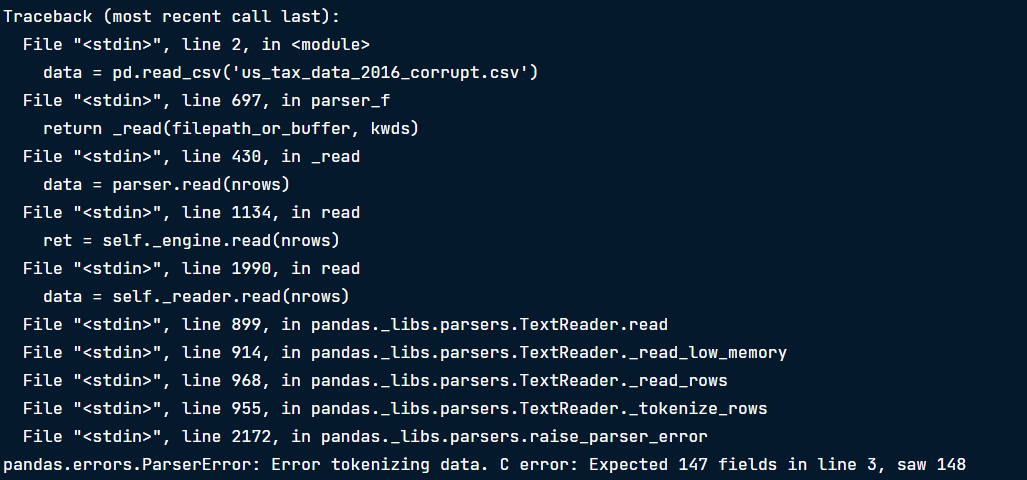 Traceback (most recent call last):
  File "<stdin>", line 2, in <module>
    data = pd.read_csv('us_tax_data_2016_corrupt.csv')
  File "<stdin>", line 697, in parser_f
    return _read(filepath_or_buffer, kwds)
  File "<stdin>", line 430, in _read
    data = parser.read(nrows)
  File "<stdin>", line 1134, in read
    ret = self._engine.read(nrows)
  File "<stdin>", line 1990, in read
    data = self._reader.read(nrows)
  File "<stdin>", line 899, in pandas._libs.parsers.TextReader.read
  File "<stdin>", line 914, in pandas._libs.parsers.TextReader._read_low_memory
  File "<stdin>", line 968, in pandas._libs.parsers.TextReader._read_rows
  File "<stdin>", line 955, in pandas._libs.parsers.TextReader._tokenize_rows
  File "<stdin>", line 2172, in pandas._libs.parsers.raise_parser_error
pandas.errors.ParserError: Error tokenizing data. C error: Expected 147 fields in line 3, saw 148